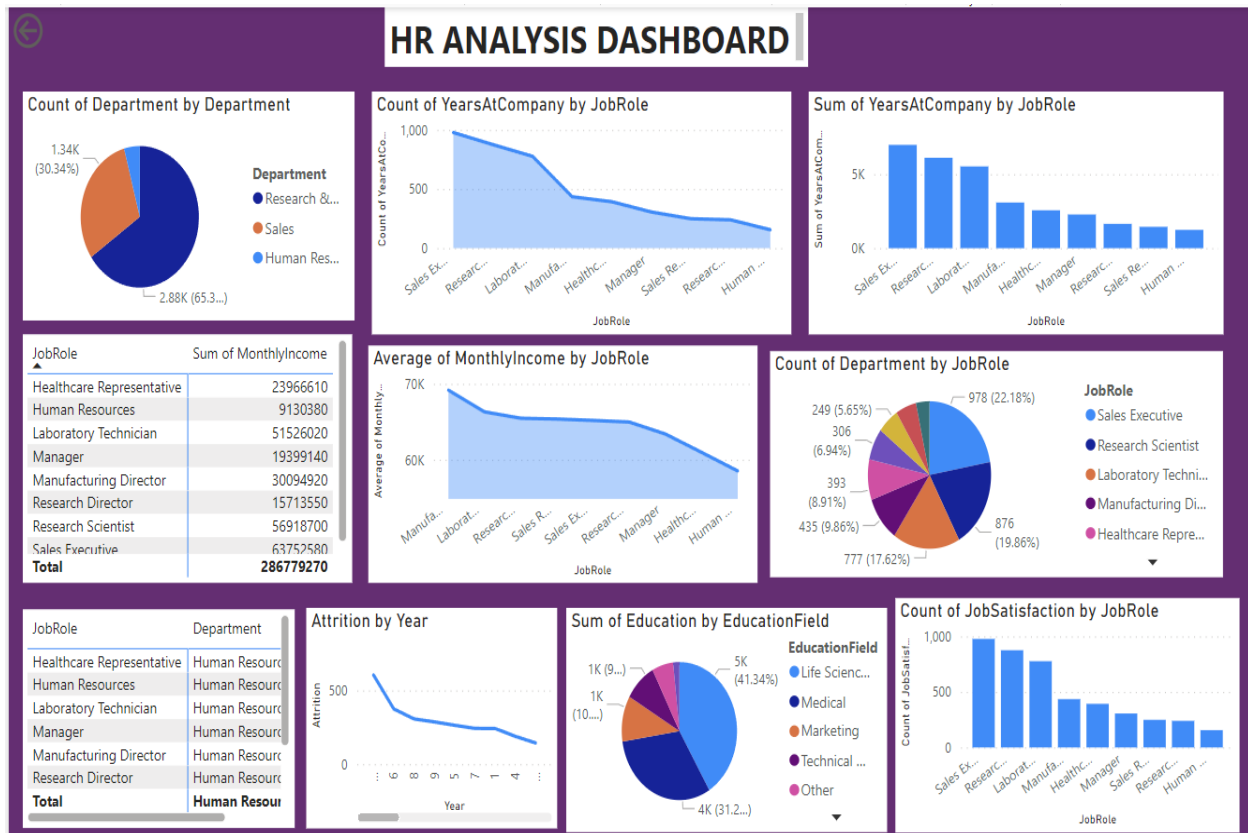 HR ANALYSIS DASHBOARD
Count of Department by Department
1.34K
(30.34%)
2.88K (65.3...)
Department
Research &...
Sales
Human Res...
Count of YearsAtCompany by JobRole
Count of YearsAtCo...
1,000
500
0
Sales Ex...
Researc...
Laborat...
Manufa...
Healthc...
Manager
Sales Re...
Researc...
Human ...
JobRole
Sum of YearsAtCompany by JobRole
Sum of YearsAtCom...
5K
0K
Sales Ex...
Researc...
Laborat...
Manufa...
Healthc...
Manager
Researc...
Sales Re...
Human ...
JobRole
JobRole Sum of MonthlyIncome
Healthcare Representative 23966610
Human Resources 9130380
Laboratory Technician 51526020
Manager 19399140
Manufacturing Director 30094920
Research Director 15713550
Research Scientist 56918700
Sales Executive 63752580
Total 286779270
Average of MonthlyIncome by JobRole
Average of Monthly...
70K
60K
Manufa...
Laborat...
Researc...
Sales R...
Sales Ex...
Researc...
Manager
Healthc...
Human ...
JobRole
Count of Department by JobRole
978 (22.18%)
876
(19.86%)
777 (17.62%)
435 (9.86%)
393
(8.91%)
306
(6.94%)
249 (5.65%)
JobRole
Sales Executive
Research Scientist
Laboratory Techni...
Manufacturing Di...
Healthcare Repre...
JobRole Department
Healthcare Representative Human Resourc
Human Resources Human Resourc
Laboratory Technician Human Resourc
Manager Human Resourc
Manufacturing Director Human Resourc
Research Director Human Resourc
Total Human Resour
Attrition by Year
Attrition
500
0
... 6 8 9 5 7 1 4 ...
Year
Sum of Education by EducationField
5K
(41.34%)
4K (31.2...)
1K
(10....)
1K (9...)
EducationField
Life Scienc...
Medical
Marketing
Technical ...
Other
Count of JobSatisfaction by JobRole
Count of JobSatisf...
1,000
500
0
Sales Ex...
Researc...
Laborat...
Manufa...
Healthc...
Manager
Sales R...
Researc...
Human ...
JobRole